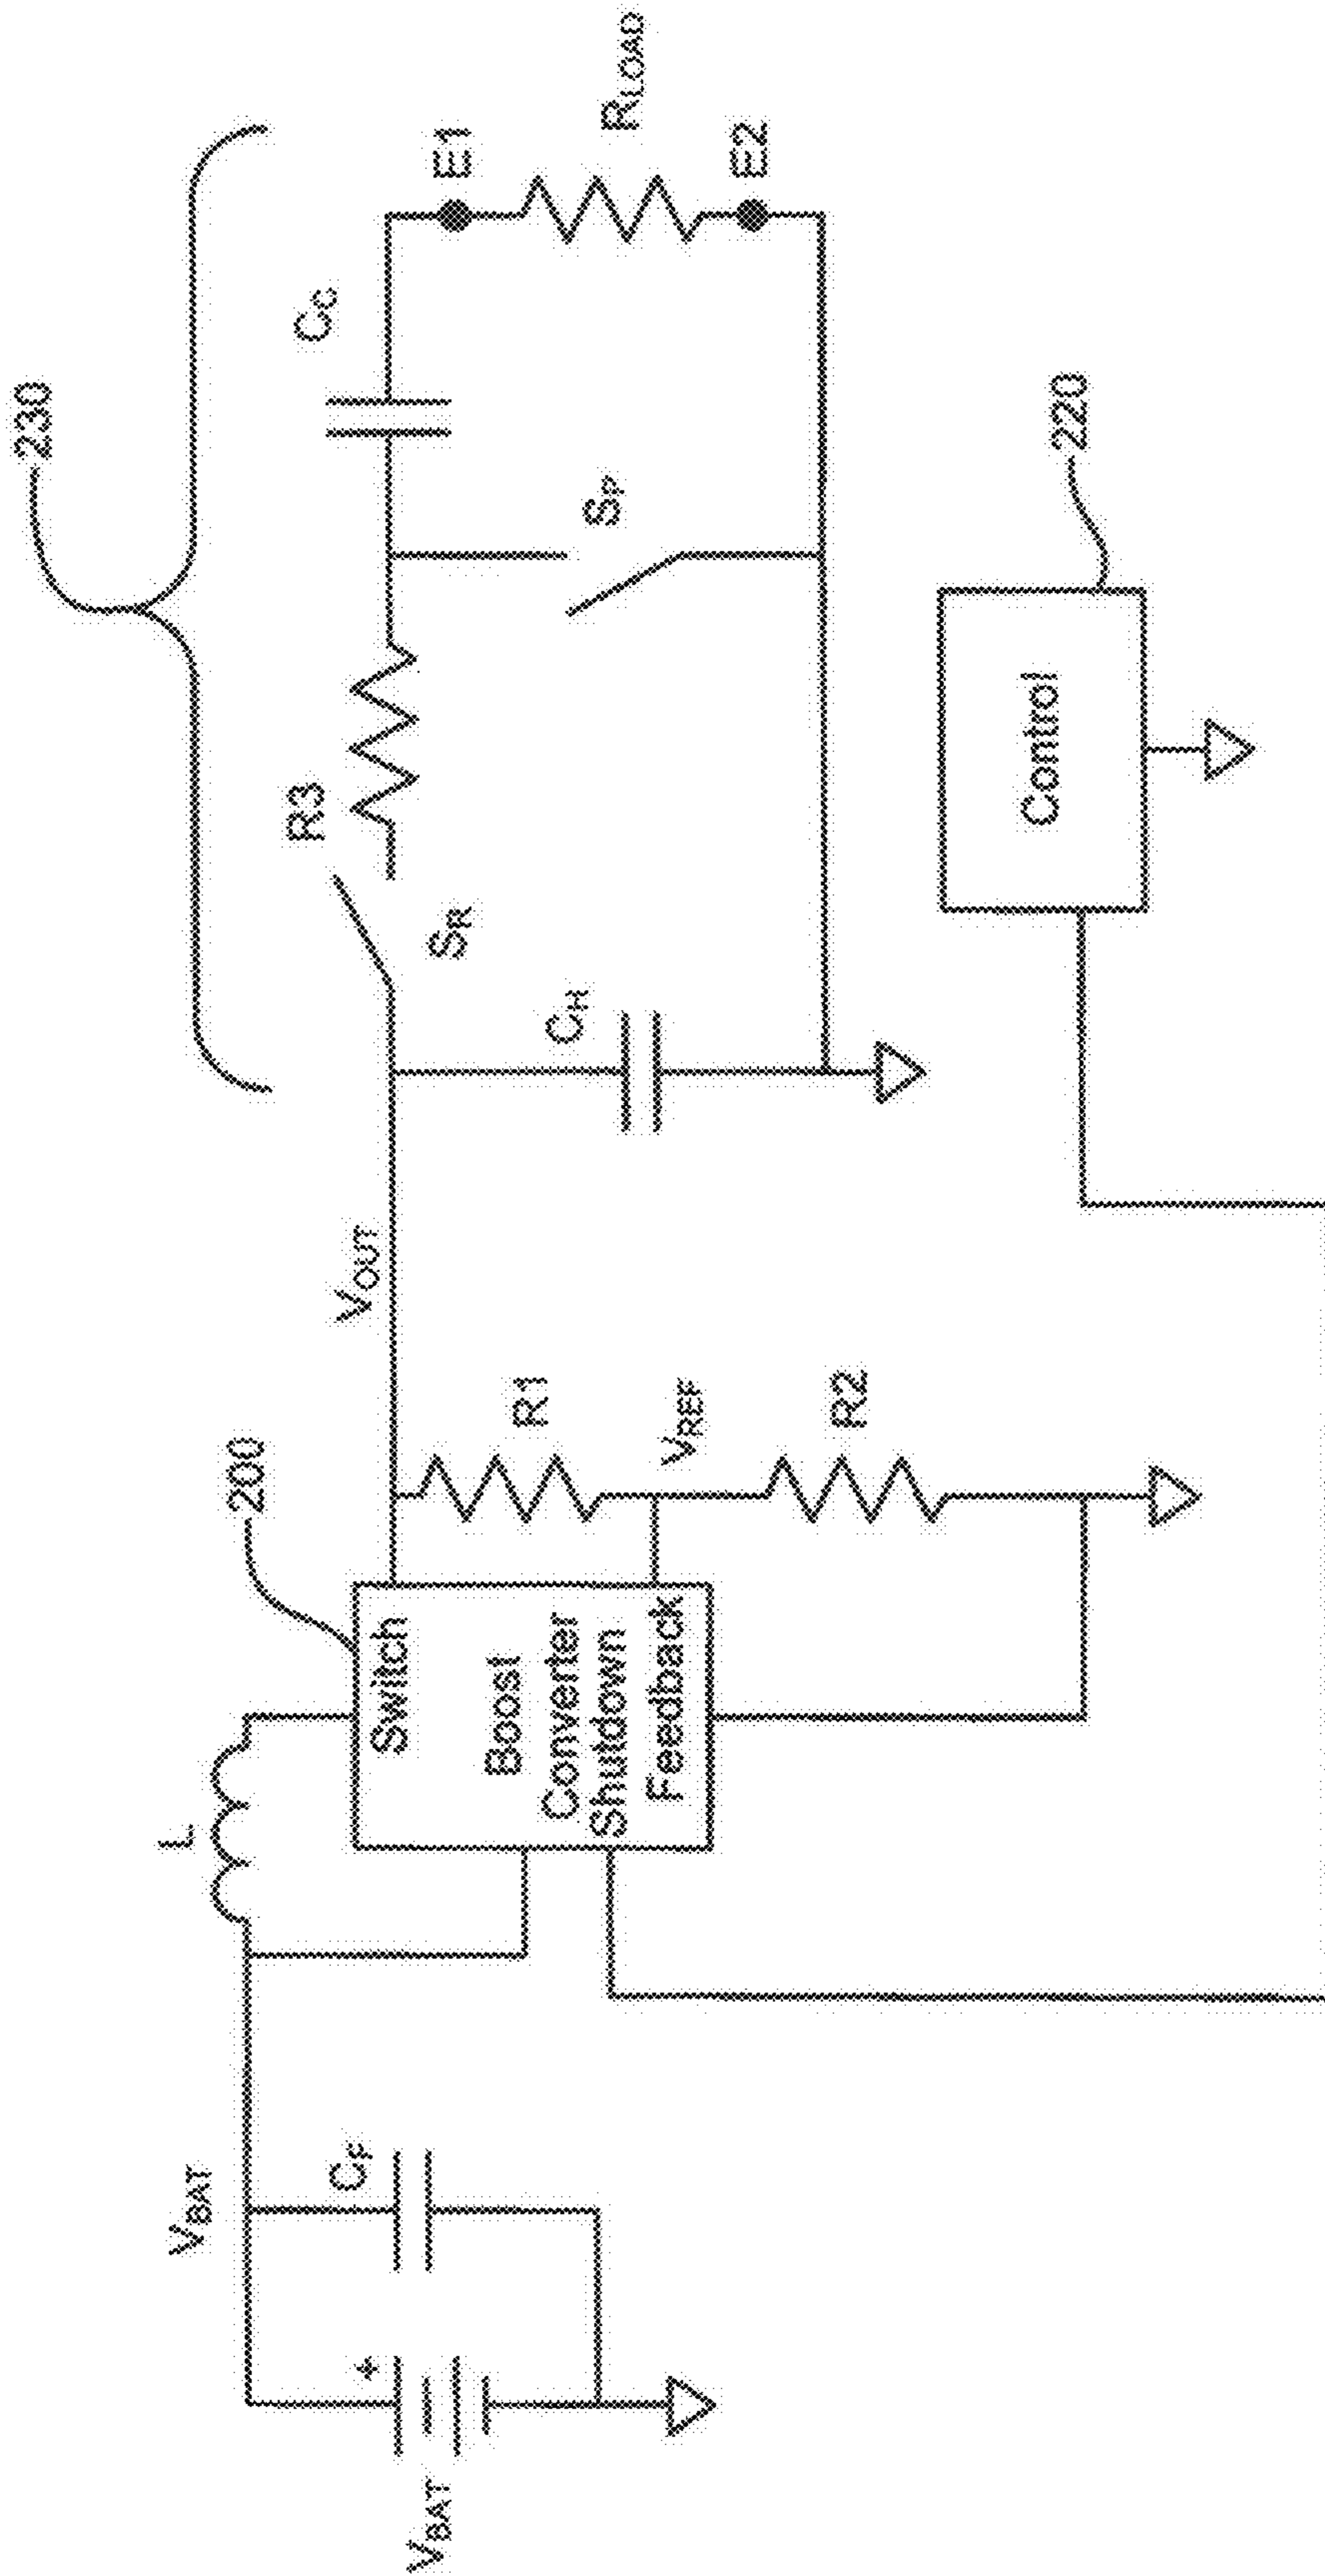 230
VBAT
L
200
VOUT
R3
CC
E1
VBAT
+
CF
Switch
Boost
Converter
Shutdown
Feedback
R1
VREF
R2
SR
CH
SP
RLOAD
E2
Control
220